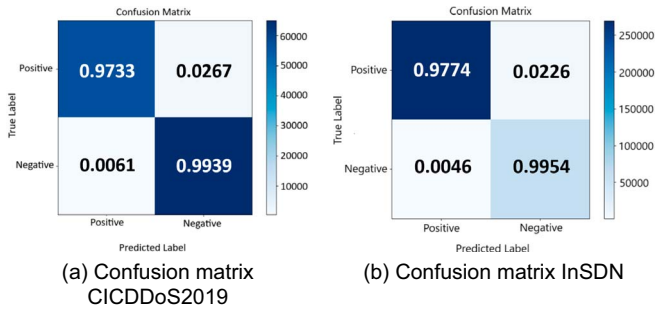 Confusion Matrix
Positive
0.9733
0.0267
True Label
Negative
0.0061
0.9939
Positive
Negative
Predicted Label
60000
50000
40000
30000
20000
10000
(a) Confusion matrix
CICDDoS2019
Confusion Matrix
Positive
0.9774
0.0226
True Label
Negative
0.0046
0.9954
Positive
Negative
Predicted Label
250000
200000
150000
100000
50000
(b) Confusion matrix InSDN